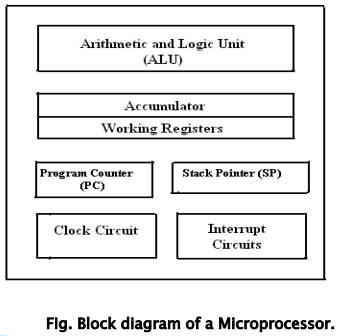 Arithmetic and Logic Unit
(ALU)
Accumulator
Working Registers
Program Counter
(PC)
Stack Pointer (SP)
Clock Circuit
Interrupt
Circuits
Fig. Block diagram of a Microprocessor.